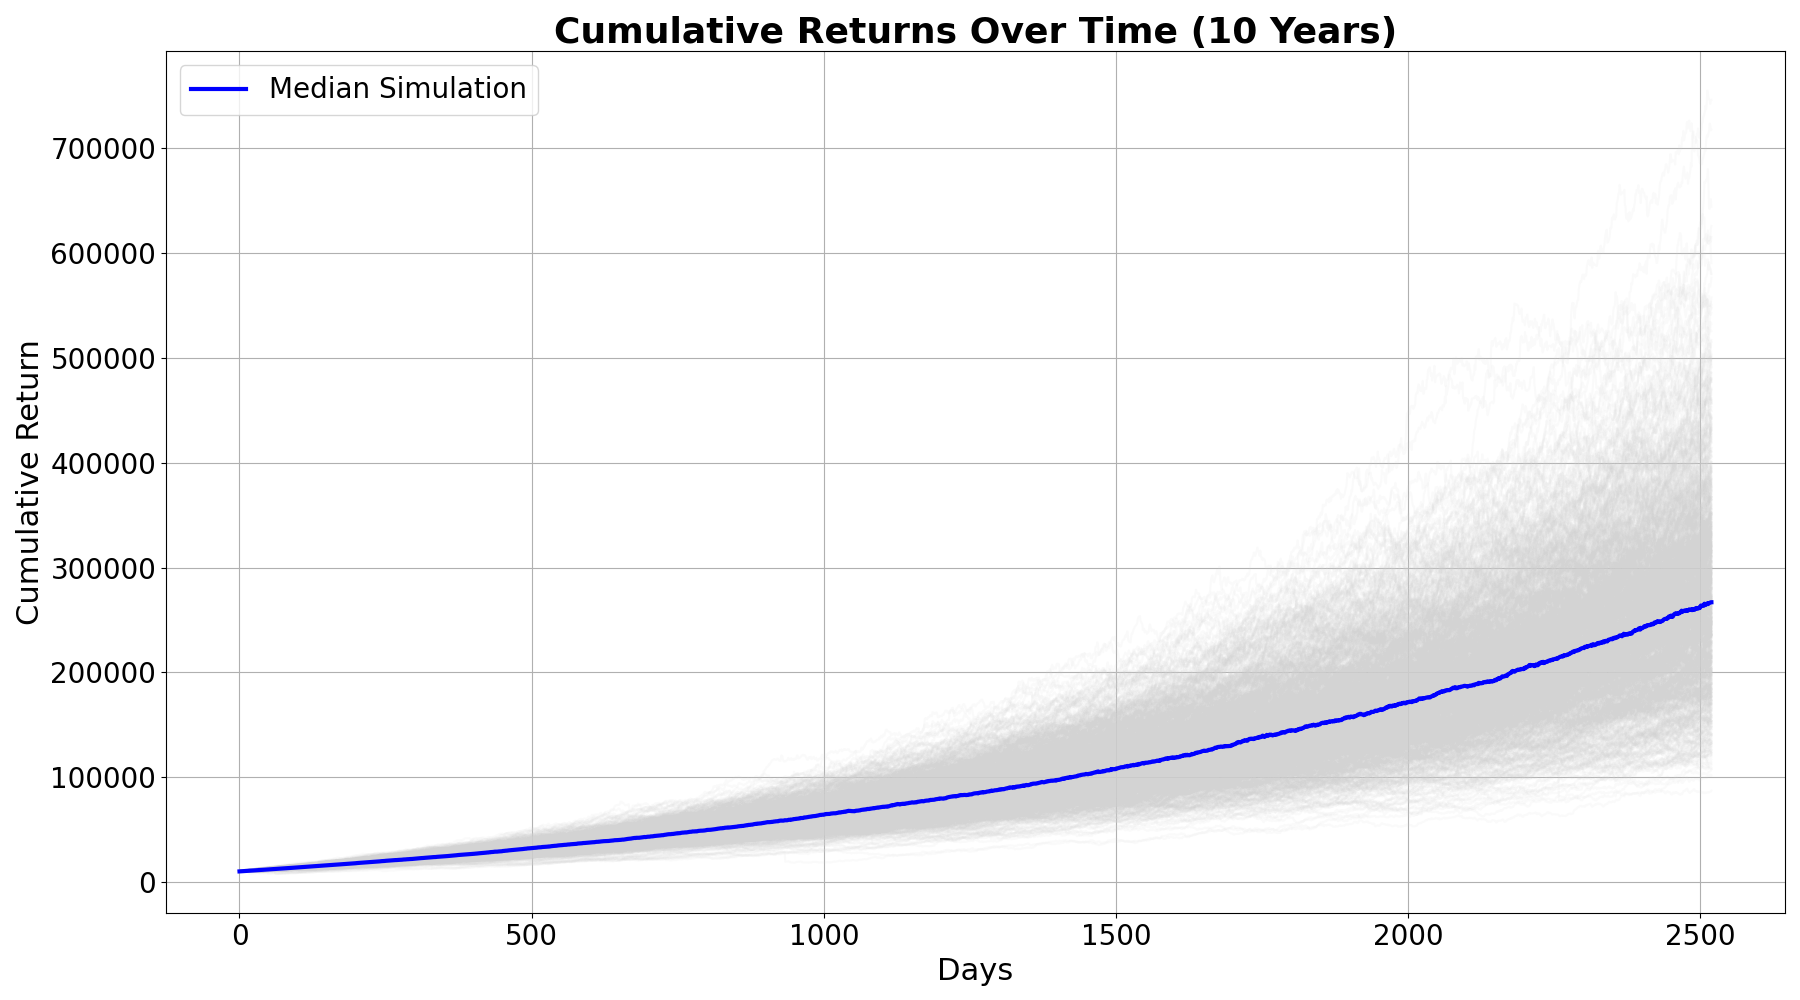 Cumulative Returns Over Time (10 Years)
Median Simulation
700000
600000
500000
400000
300000
200000
100000
0
Cumulative Return
0 500 1000 1500 2000 2500
Days